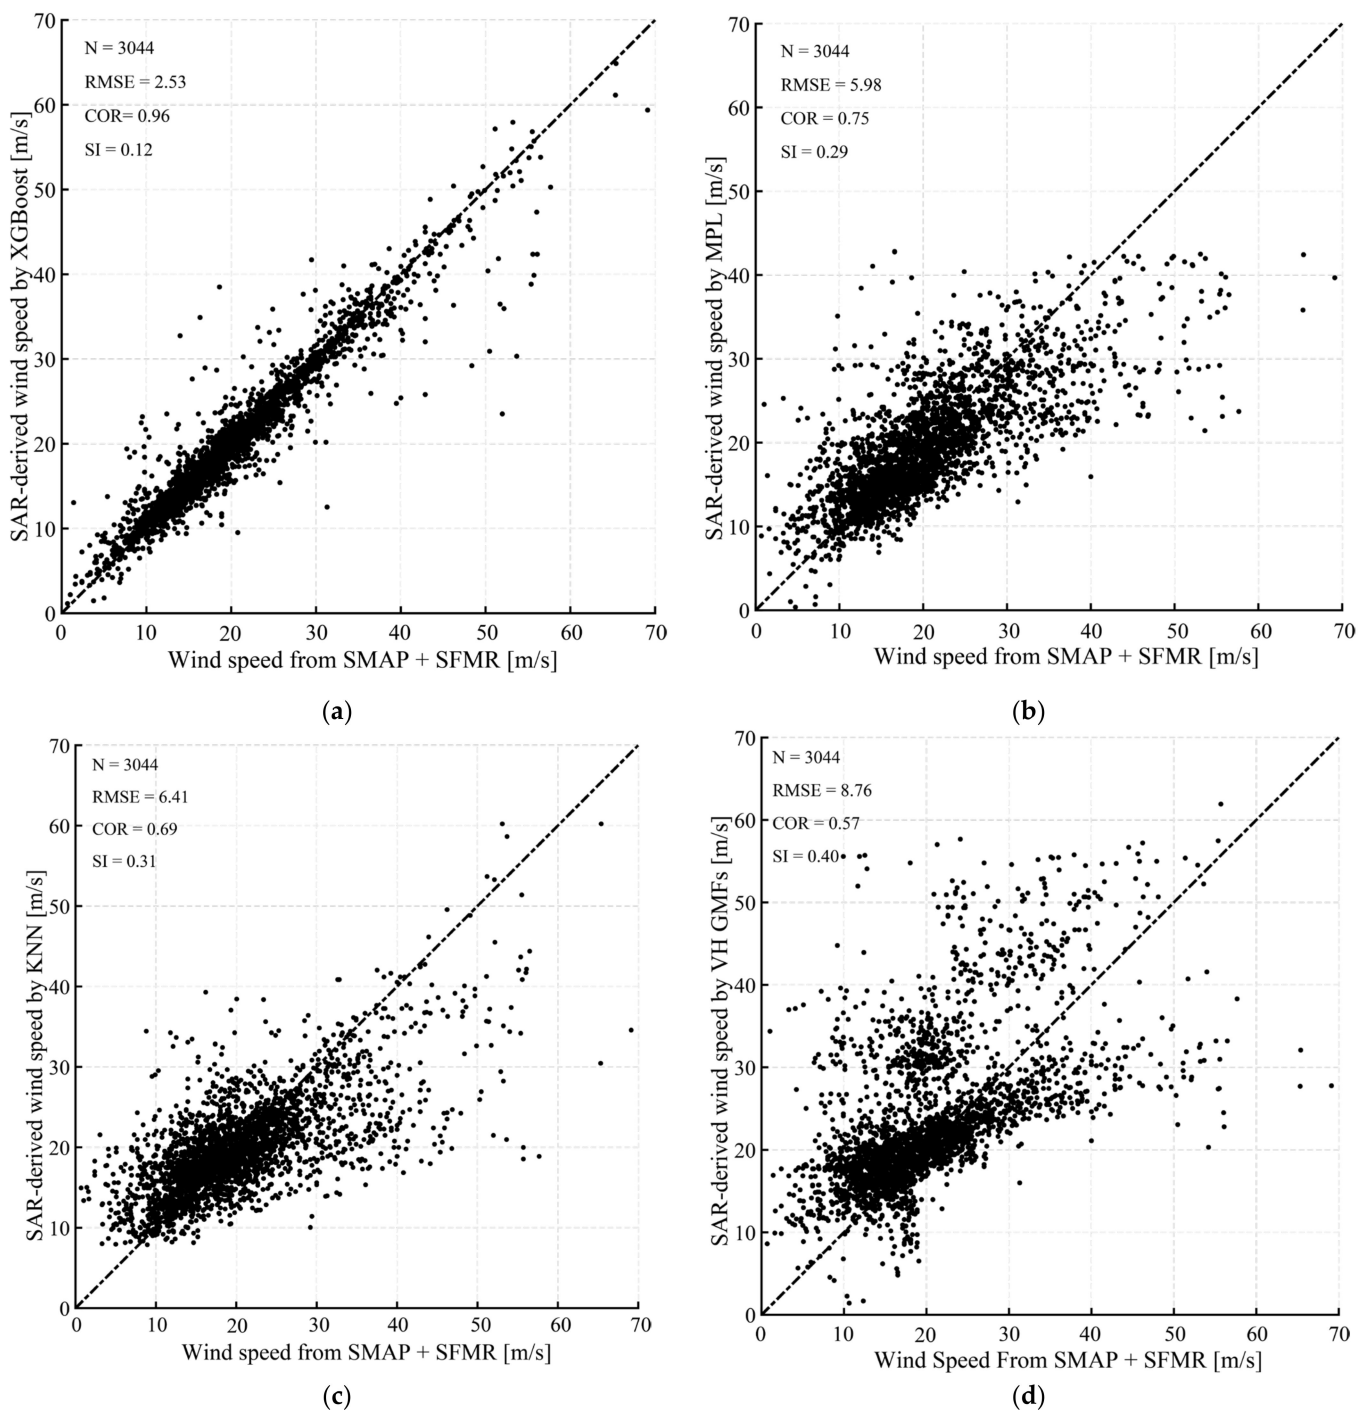 70
60
50
40
30
20
10
0
SAR-derived wind speed by XGBoost [m/s]
N = 3044
RMSE = 2.53
COR= 0.96
SI = 0.12
0 10 20 30 40 50 60 70
Wind speed from SMAP + SFMR [m/s]
(a)
70
60
50
40
30
20
10
0
SAR-derived wind speed by MPL [m/s]
N = 3044
RMSE = 5.98
COR = 0.75
SI = 0.29
0 10 20 30 40 50 60 70
Wind speed from SMAP + SFMR [m/s]
(b)
70
60
50
40
30
20
10
0
SAR-derived wind speed by KNN [m/s]
N = 3044
RMSE = 6.41
COR = 0.69
SI = 0.31
0 10 20 30 40 50 60 70
Wind speed from SMAP + SFMR [m/s]
(c)
70
60
50
40
30
20
10
0
SAR-derived wind speed by VH GMFs [m/s]
N = 3044
RMSE = 8.76
COR = 0.57
SI = 0.40
0 10 20 30 40 50 60 70
Wind Speed From SMAP + SFMR [m/s]
(d)